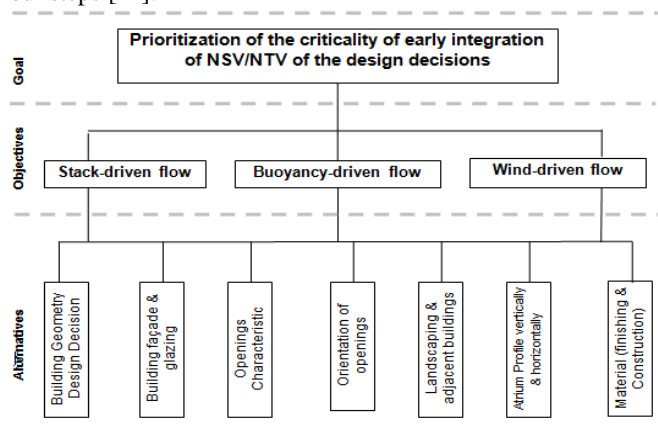 Prioritization of the criticality of early integration
of NSV/NTV of the design decisions
Goal
Objectives
Stack-driven flow
Buoyancy-driven flow
Wind-driven flow
Alternatives
Building Geometry
Design Decision
Building façade &
glazing
Openings
Characteristic
Orientation of
openings
Landscaping &
adjacent buildings
Atrium Profile vertically
& horizontally
Material (finishing &
Construction)